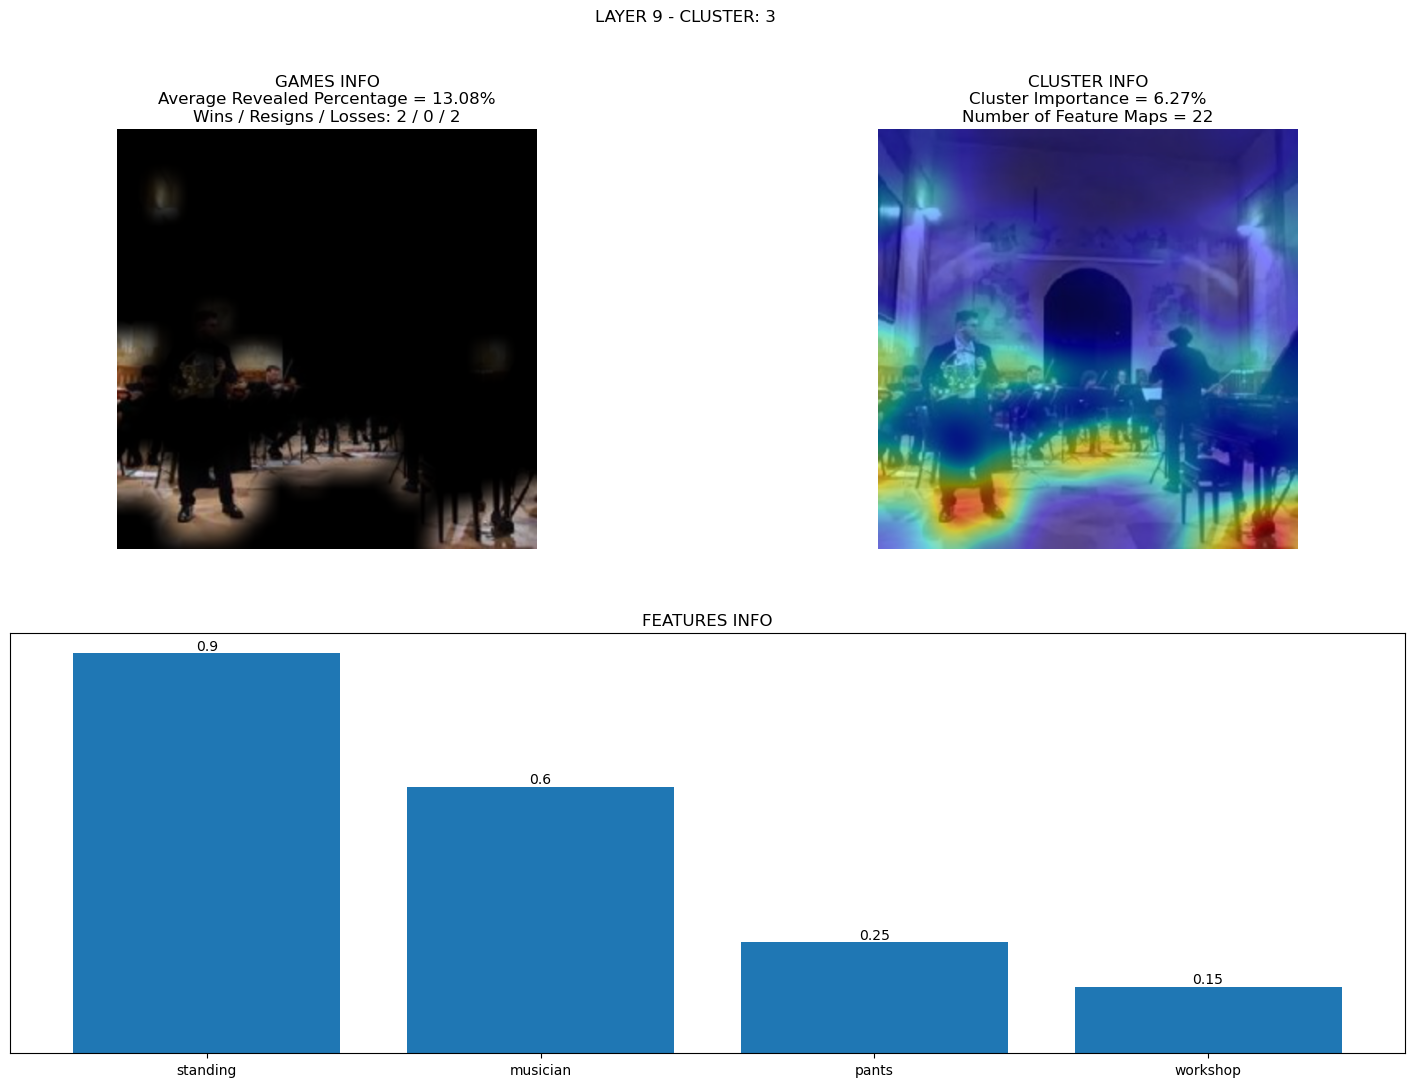 LAYER 9 - CLUSTER: 3
GAMES INFO
Average Revealed Percentage = 13.08%
Wins / Resigns / Losses: 2 / 0 / 2
CLUSTER INFO
Cluster Importance = 6.27%
Number of Feature Maps = 22
FEATURES INFO
0.9
0.6
0.25
0.15
standing musician pants workshop